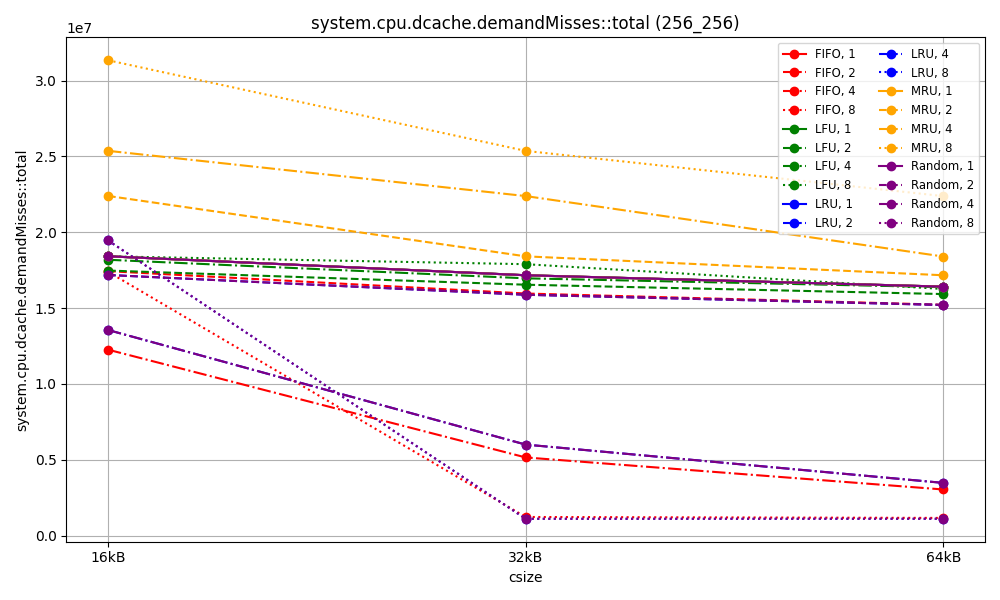 system.cpu.dcache.demandMisses::total (256_256)
1e7
3.0
2.5
2.0
1.5
1.0
0.5
0.0
system.cpu.dcache.demandMisses::total
16kB
32kB
64kB
csize
FIFO, 1
FIFO, 2
FIFO, 4
FIFO, 8
LFU, 1
LFU, 2
LFU, 4
LFU, 8
LRU, 1
LRU, 2
LRU, 4
LRU, 8
MRU, 1
MRU, 2
MRU, 4
MRU, 8
Random, 1
Random, 2
Random, 4
Random, 8